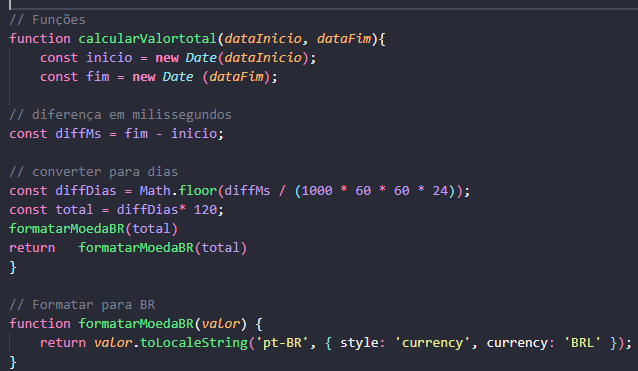 // Funções
function calcularValortotal(dataInicio, dataFim){
    const inicio = new Date(dataInicio);
    const fim = new Date (dataFim);
// diferença em milissegundos
const diffMs = fim - inicio;
// converter para dias
const diffDias = Math.floor(diffMs / (1000 * 60 * 60 * 24));
const total = diffDias* 120;
formatarMoedaBR(total)
return   formatarMoedaBR(total)
}
// Formatar para BR
function formatarMoedaBR(valor) {
    return valor.toLocaleString('pt-BR', { style: 'currency', currency: 'BRL' });
}